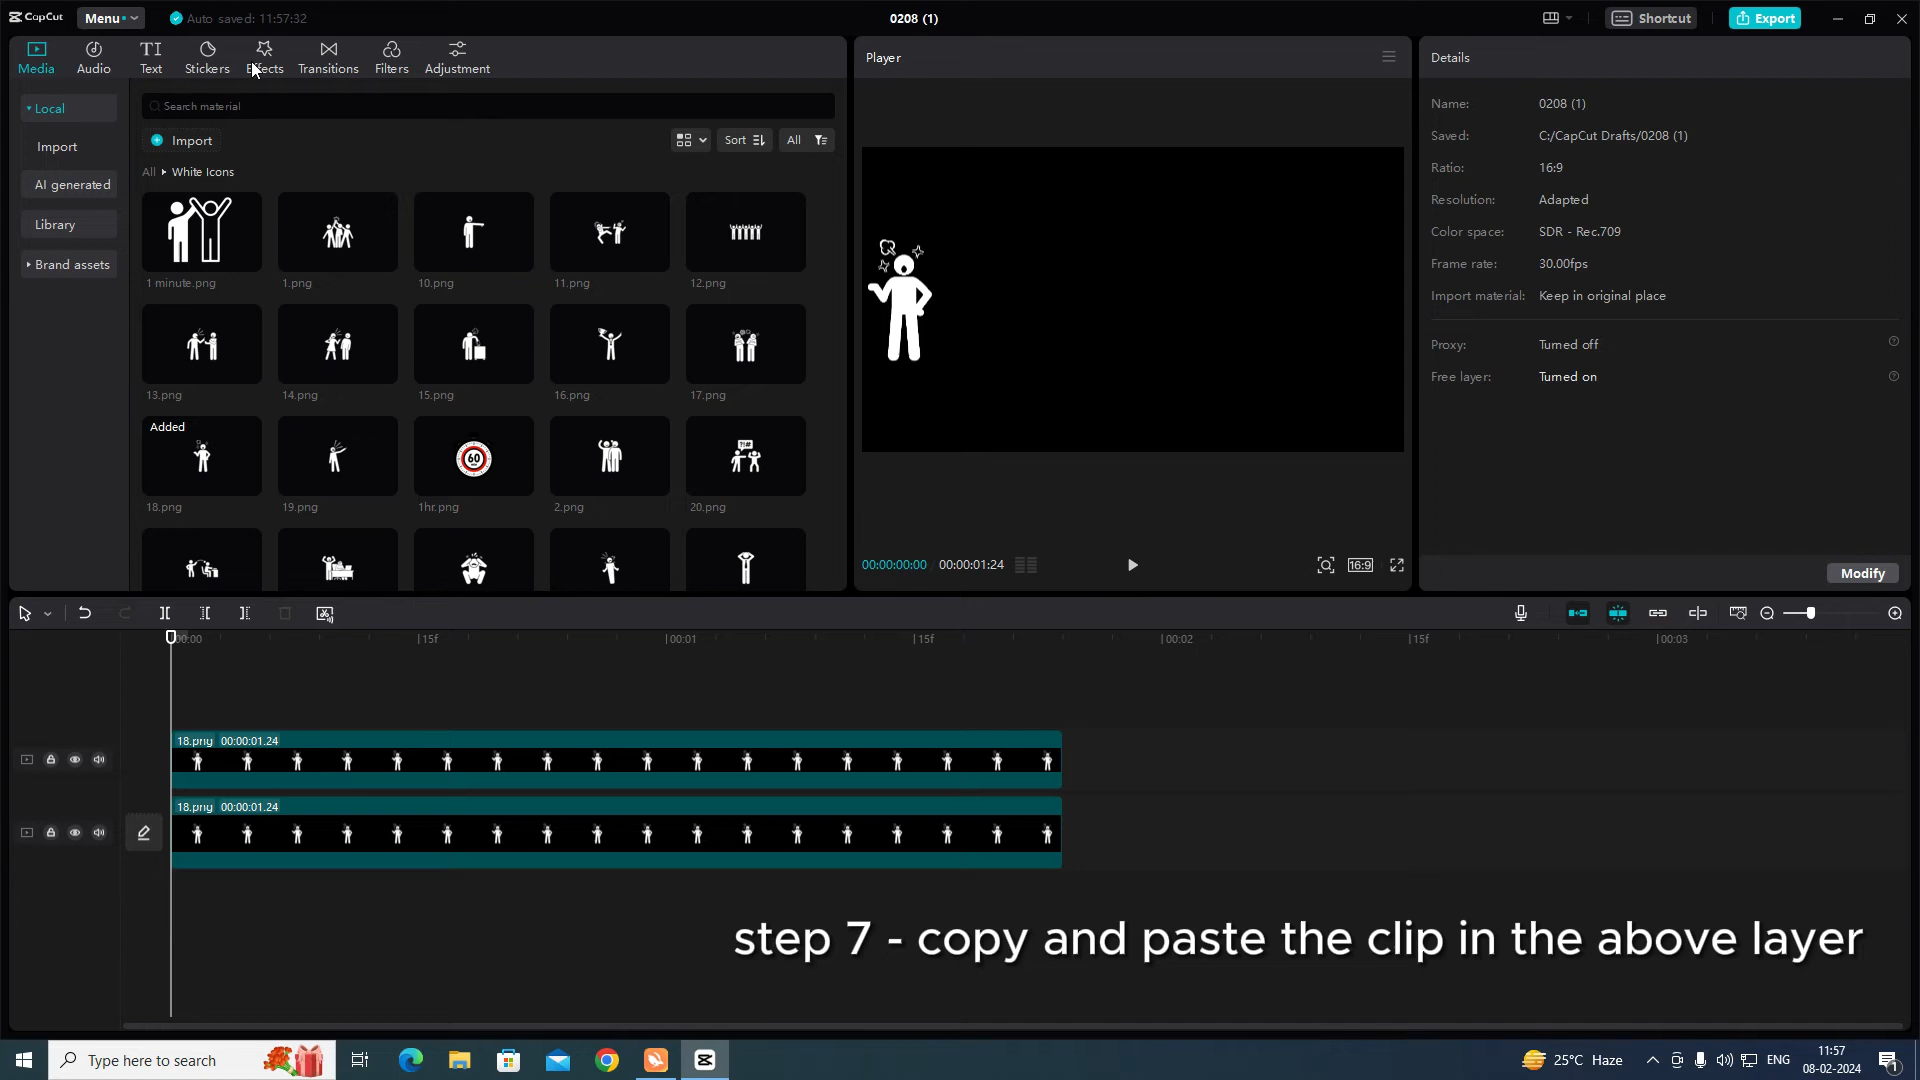 CapCut
Menu
Auto saved: 11:57:32
0208 (1)
Shortcut
Export
Media
Audio
Text
Stickers
Effects
Transitions
Filters
Adjustment
Local
Import
AI generated
Library
Brand assets
Search material
Import
Sort
All
All
White Icons
1 minute.png
1.png
10.png
11.png
12.png
13.png
14.png
15.png
16.png
17.png
Added
60
?!#
18.png
19.png
1hr.png
2.png
20.png
Player
00:00:00:00
00:00:01:24
16:9
Details
Name: 0208 (1)
Saved: C:/CapCut Drafts/0208 (1)
Ratio: 16:9
Resolution: Adapted
Color space: SDR - Rec.709
Frame rate: 30.00fps
Import material: Keep in original place
Proxy: Turned off
Free layer: Turned on
Modify
00:00
15f
00:01
15f
00:02
15f
00:03
18.png 00:00:01:24
18.png 00:00:01:24
step 7 - copy and paste the clip in the above layer
Type here to search
25°C Haze
ENG
11:57
08-02-2024
1